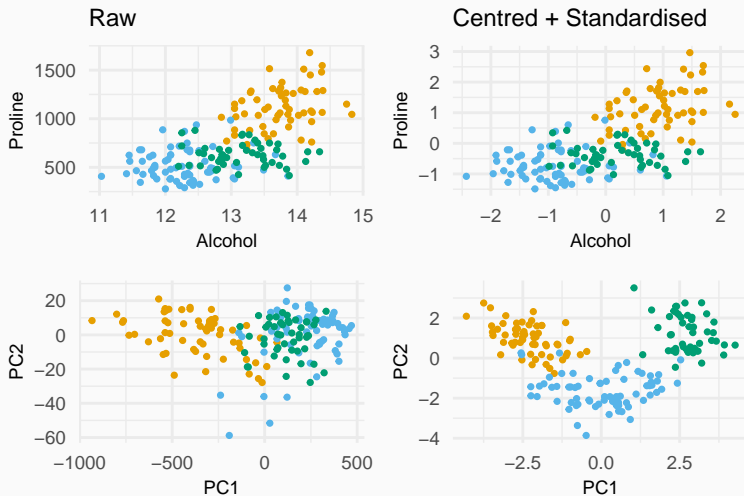 Raw
Centred + Standardised
Proline
1500
1000
500
11 12 13 14 15
Alcohol
Proline
3
2
1
0
−1
−2 −1 0 1 2
Alcohol
PC2
20
0
−20
−40
−60
−1000 −500 0 500
PC1
PC2
2
0
−2
−4
−2.5 0.0 2.5
PC1